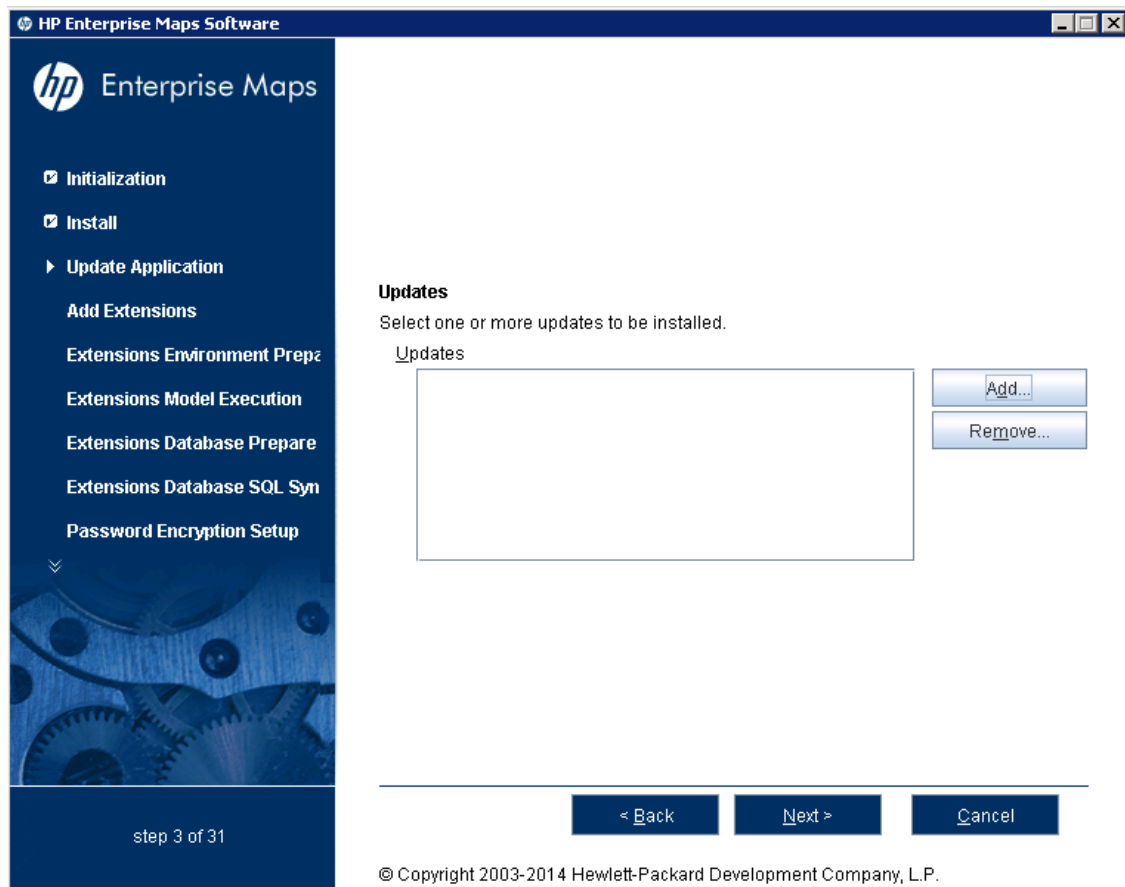 HP Enterprise Maps Software
hp Enterprise Maps
Initialization
Install
Update Application
Add Extensions
Extensions Environment Prepa
Extensions Model Execution
Extensions Database Prepare
Extensions Database SQL Syn
Password Encryption Setup
step 3 of 31
Updates
Select one or more updates to be installed.
Updates
Add...
Remove...
< Back
Next >
Cancel
© Copyright 2003-2014 Hewlett-Packard Development Company, L.P.